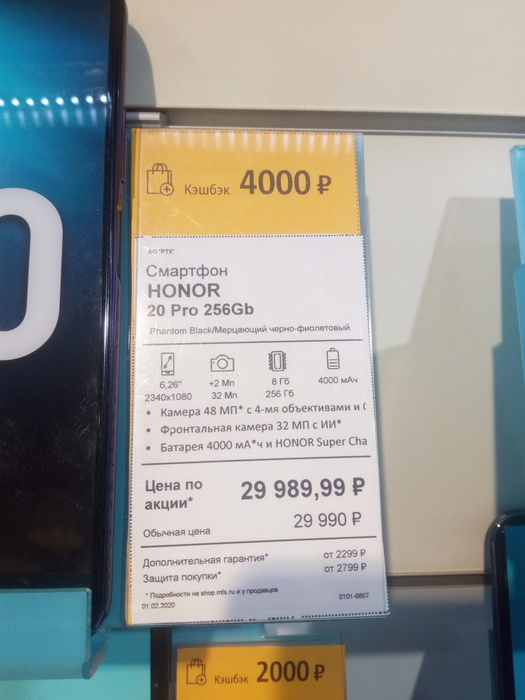 Кэшбэк 4000 ₽
Смартфон
HONOR
20 Pro 256Gb
Phantom Black/Мерцающий черно-фиолетовый
6,26" +2 Мп 8 Гб 4000 мАч
2340x1080 32 Мп 256 Гб
• Камера 48 МП* с 4-мя объективами и
• Фронтальная камера 32 МП с ИИ*
• Батарея 4000 мА*ч и HONOR Super Cha
Цена по акции* 29 989,99 ₽
Обычная цена 29 990 ₽
Дополнительная гарантия* от 2299 ₽
Защита покупки* от 2799 ₽
* Подробности на shop.mts.ru и у продавцов
01.02.2020 0101-6807
Кэшбэк 2000 ₽
0